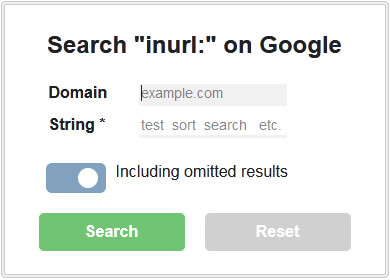 Search "inurl:" on Google
Domain example.com
String * test sort search etc.
Including omitted results
Search Reset